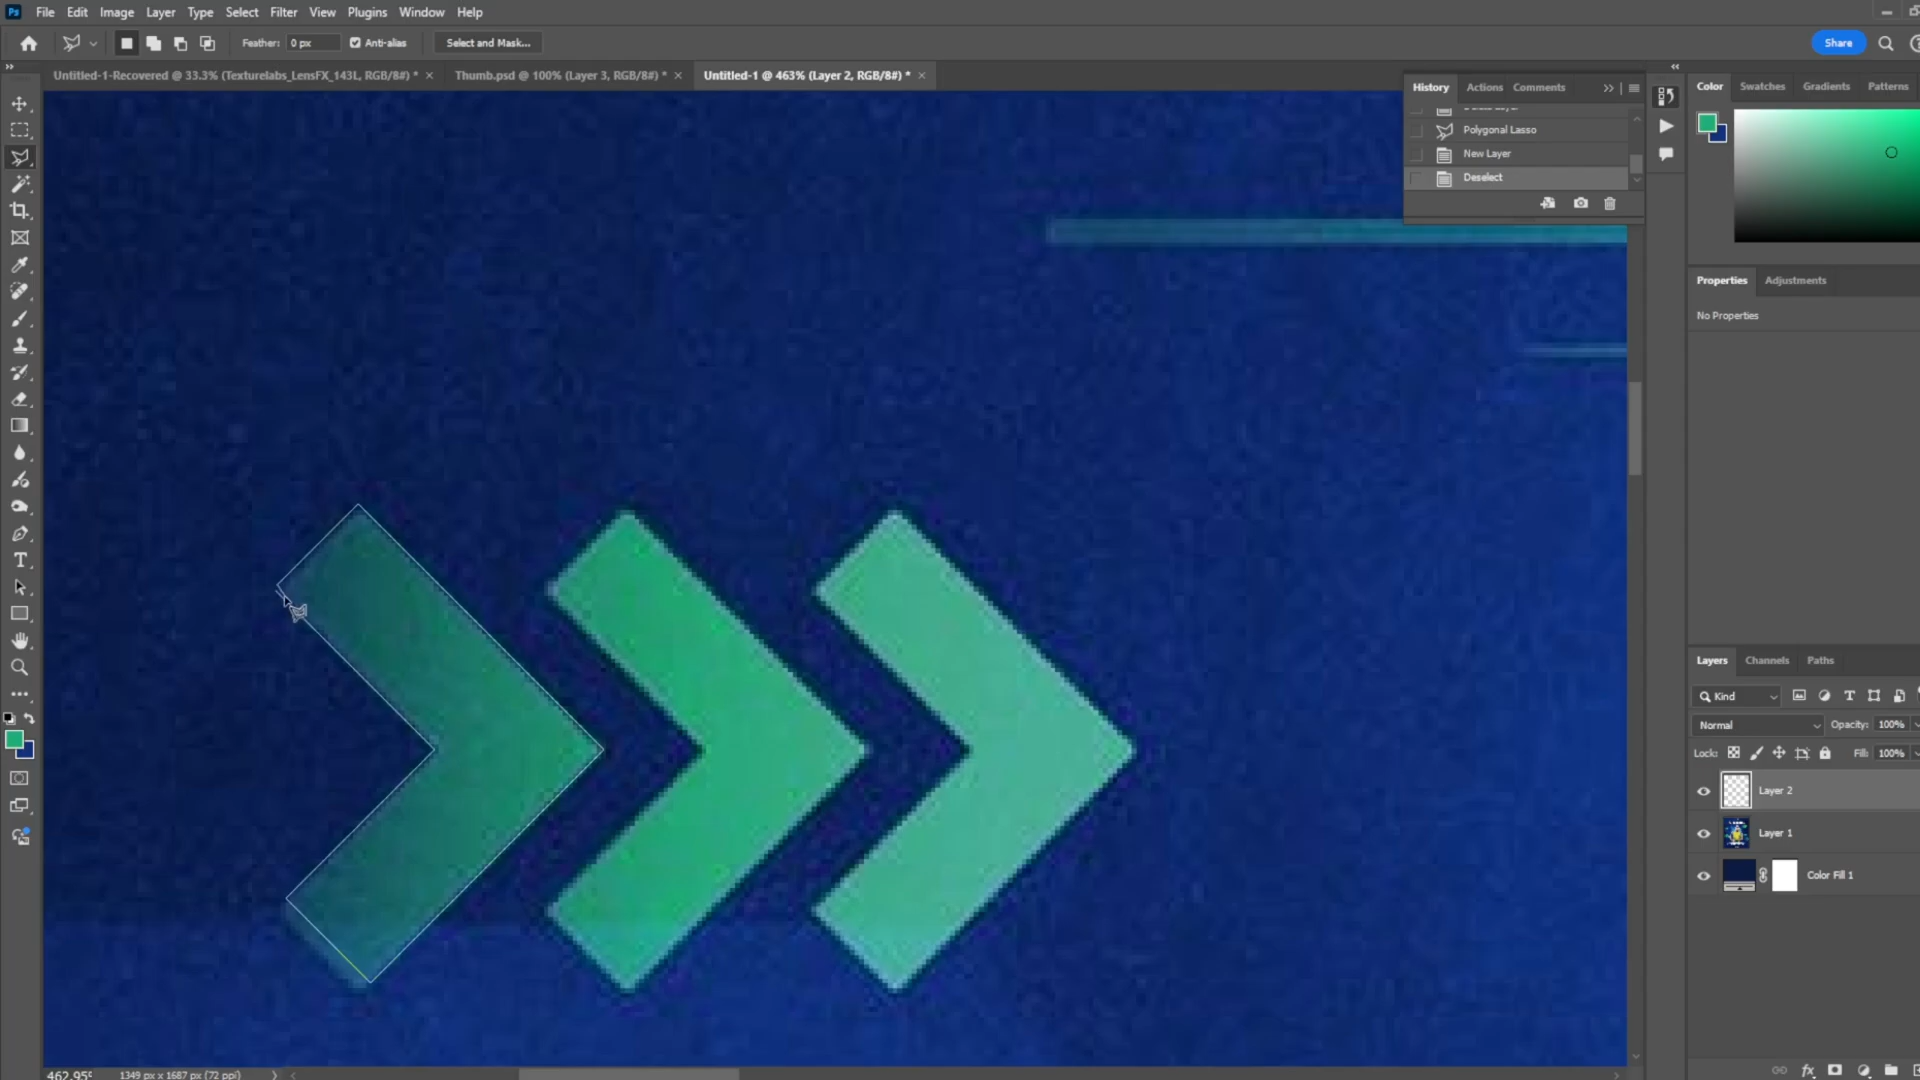 Ps File Edit Image Layer Type Select Filter View Plugins Window Help
Feather: 0 px Anti-alias Select and Mask... Share
Untitled-1-Recovered @ 33.3% (Texturelabs_LensFX_143L, RGB/8#) * × Thumb.psd @ 100% (Layer 3, RGB/8#) * × Untitled-1 @ 463% (Layer 2, RGB/8#) * ×
History Actions Comments
Polygonal Lasso
New Layer
Deselect
Color Swatches Gradients Patterns
Properties Adjustments
No Properties
Layers Channels Paths
Kind
Normal Opacity: 100%
Lock: Fill: 100%
Layer 2
Layer 1
Color Fill 1
462.95% 1349 px x 1687 px (72 ppi)